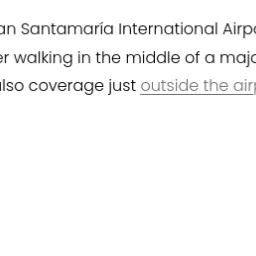 an Santamaría International Airpo
er walking in the middle of a majo
also coverage just outside the airp